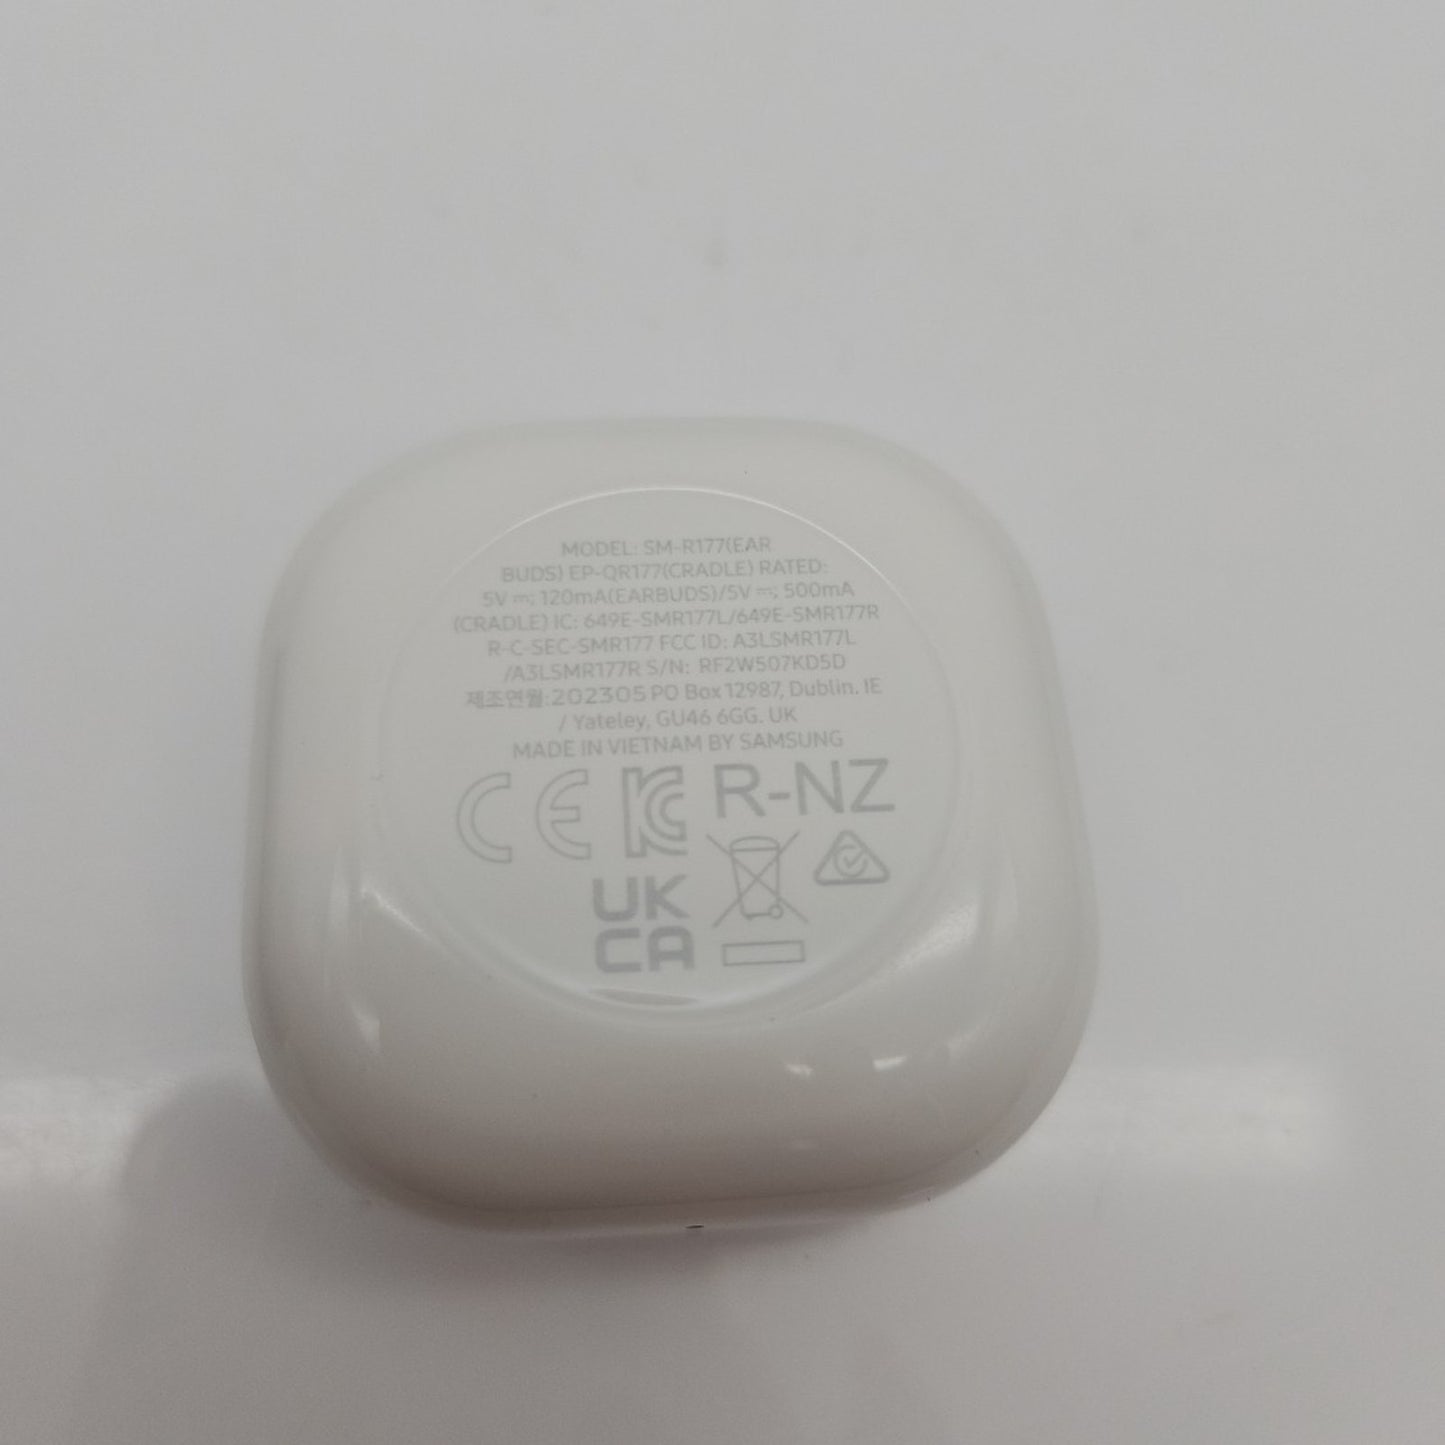 MODEL: SM-R177(EAR
BUDS) EP-QR177(CRADLE) RATED:
5V ⎓; 120mA(EARBUDS)/5V ⎓; 500mA
(CRADLE) IC: 649E-SMR177L/649E-SMR177R
R-C-SEC-SMR177 FCC ID: A3LSMR177L
/A3LSMR177R S/N: RF2W507KD5D
제조연월:202305 PO Box 12987, Dublin. IE
/ Yateley, GU46 6GG. UK
MADE IN VIETNAM BY SAMSUNG
CE KC R-NZ
UK
CA